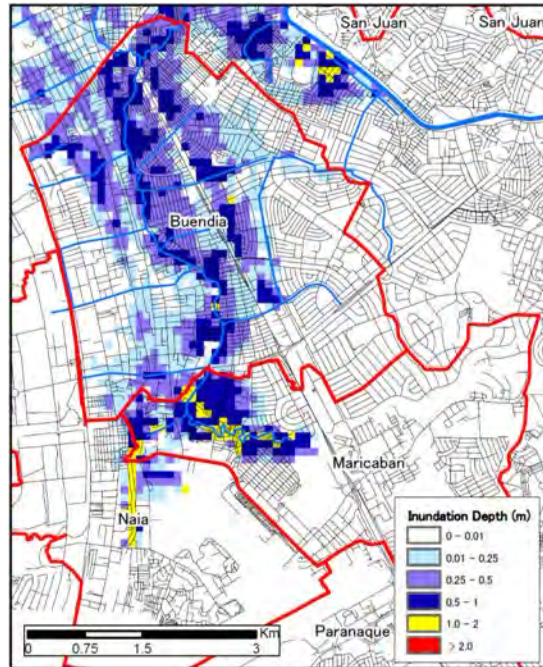 San Juan
San Juan
Buendia
Maricaban
Naia
Paranaque
Inundation Depth (m)
0 - 0.01
0.01 - 0.25
0.25 - 0.5
0.5 - 1
1.0 - 2
> 2.0
Km
0 0.75 1.5 3